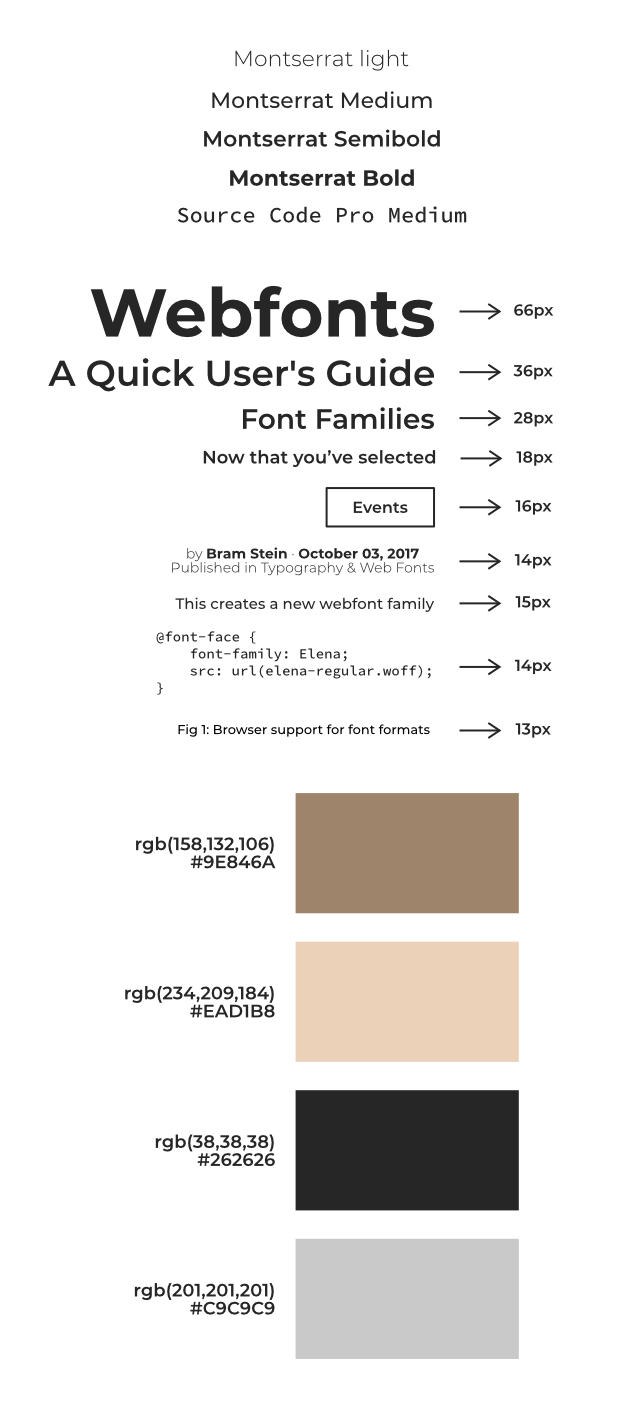 Montserrat light
Montserrat Medium
Montserrat Semibold
Montserrat Bold
Source Code Pro Medium
Webfonts 66px
A Quick User's Guide 36px
Font Families 28px
Now that you’ve selected 18px
Events 16px
by Bram Stein · October 03, 2017
Published in Typography & Web Fonts 14px
This creates a new webfont family 15px
@font-face {
    font-family: Elena;
    src: url(elena-regular.woff); 14px
}
Fig 1: Browser support for font formats 13px
rgb(158,132,106)
#9E846A
rgb(234,209,184)
#EAD1B8
rgb(38,38,38)
#262626
rgb(201,201,201)
#C9C9C9